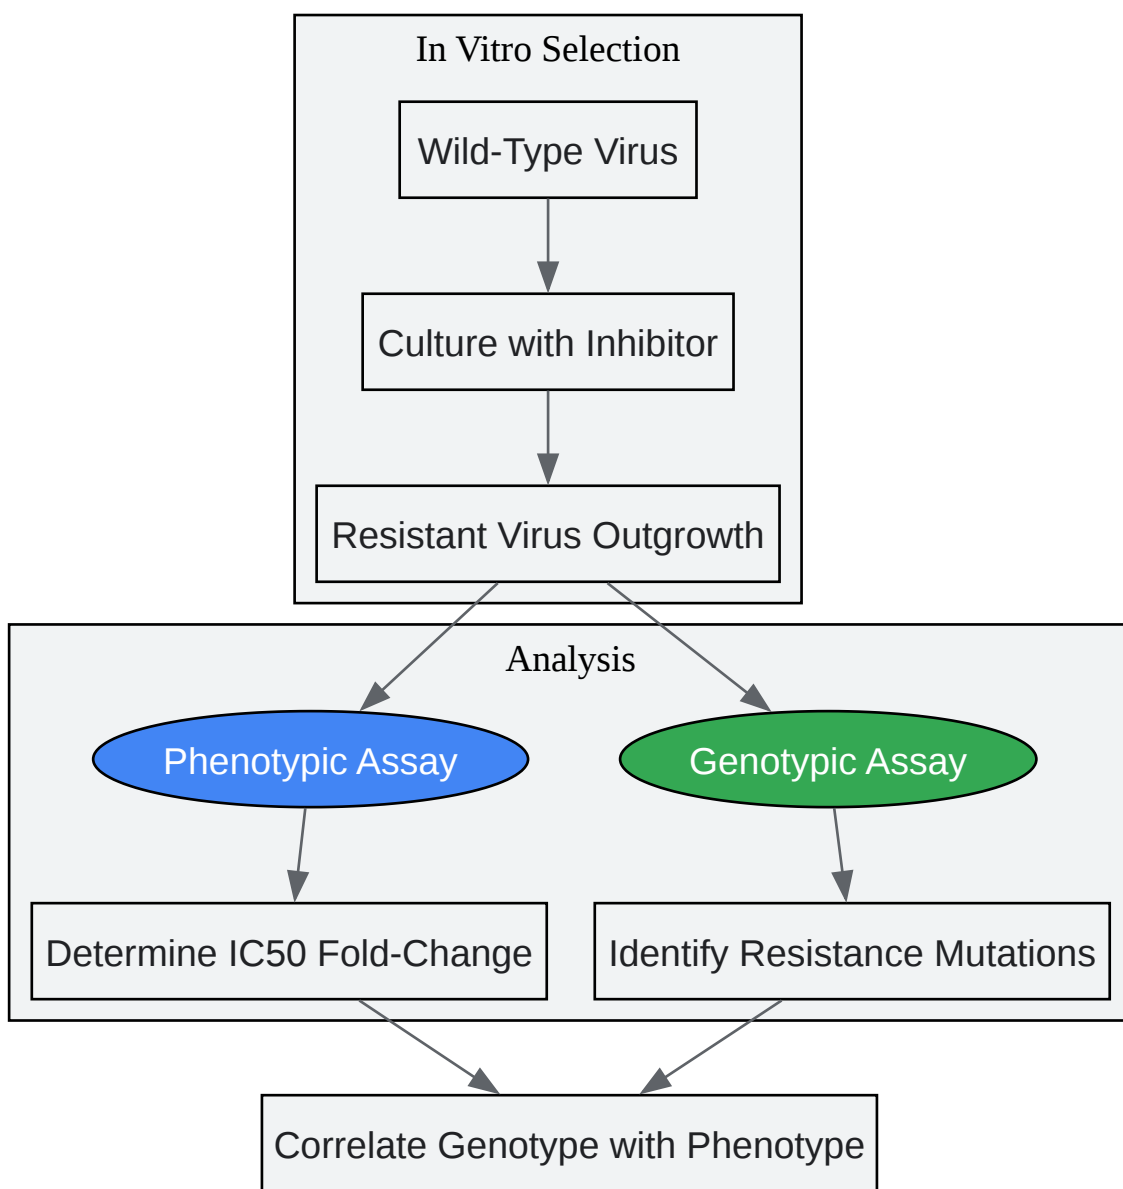 In Vitro Selection
Wild-Type Virus
Culture with Inhibitor
Resistant Virus Outgrowth
Analysis
Phenotypic Assay
Genotypic Assay
Determine IC50 Fold-Change
Identify Resistance Mutations
Correlate Genotype with Phenotype